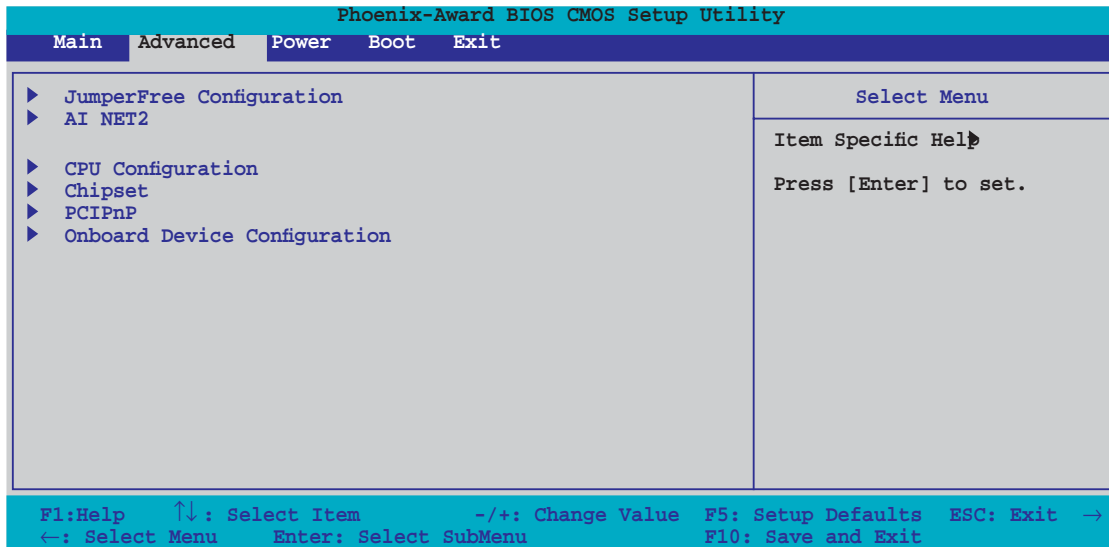 Phoenix-Award BIOS CMOS Setup Utility
Main Advanced Power Boot Exit
JumperFree Configuration
AI NET2
CPU Configuration
Chipset
PCIPnP
Onboard Device Configuration
Select Menu
Item Specific Help
Press [Enter] to set.
F1:Help ↑↓: Select Item -/+: Change Value F5: Setup Defaults ESC: Exit →
←: Select Menu Enter: Select SubMenu F10: Save and Exit